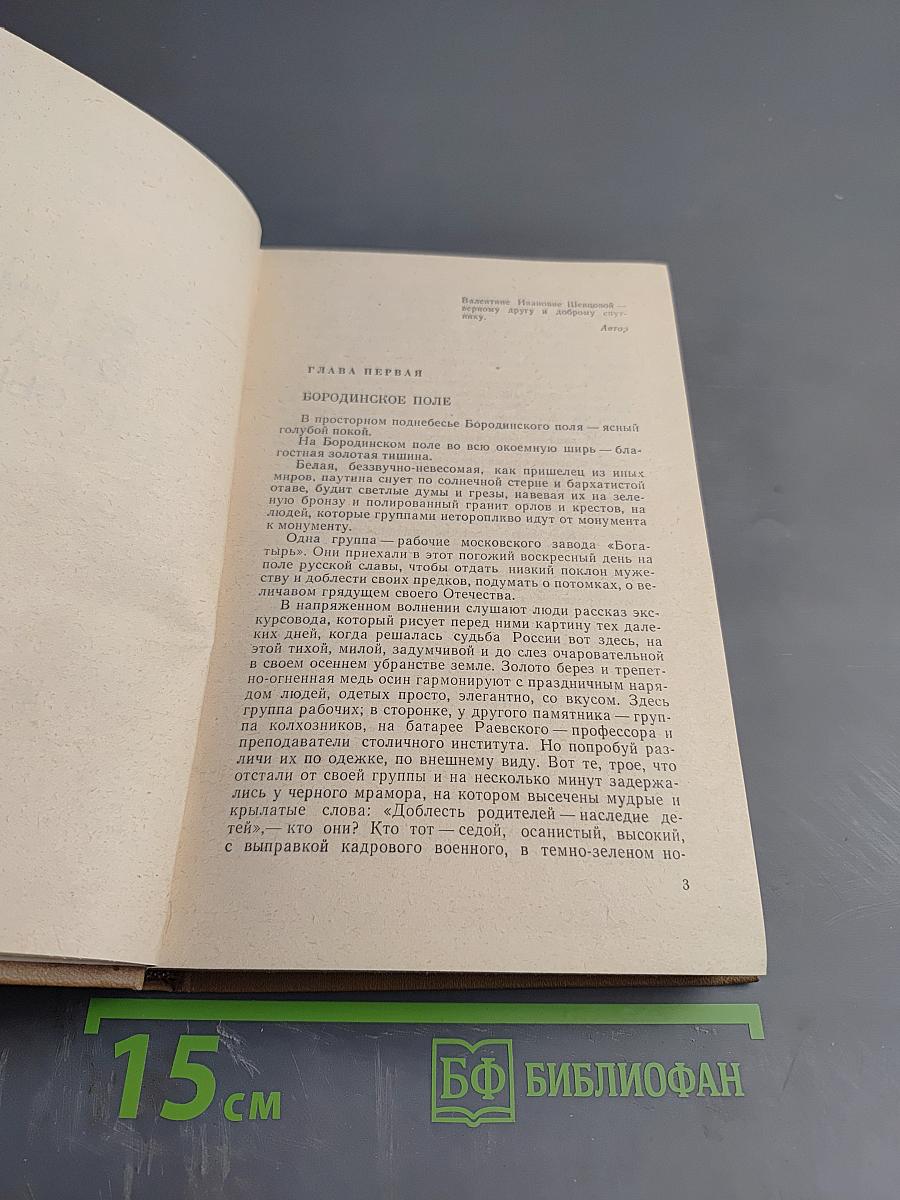 Валентине Ивановне Шевцовой —
верному другу и доброму спут-
нику.
Автор
ГЛАВА ПЕРВАЯ
БОРОДИНСКОЕ ПОЛЕ
В просторном поднебесье Бородинского поля — ясный
голубой покой.
На Бородинском поле во всю окоемную ширь — бла-
гостная золотая тишина.
Белая, беззвучно-невесомая, как пришелец из иных
миров, паутина снует по солнечной стерне и бархатистой
отаве, будит светлые думы и грезы, навевая их на зеле-
ную бронзу и полированный гранит орлов и крестов, на
людей, которые группами неторопливо идут от монумента
к монументу.
Одна группа — рабочие московского завода «Бога-
тырь». Они приехали в этот погожий воскресный день на
поле русской славы, чтобы отдать низкий поклон муже-
ству и доблести своих предков, подумать о потомках, о ве-
личавом грядущем своего Отечества.
В напряженном волнении слушают люди рассказ экс-
курсовода, который рисует перед ними картину тех дале-
ких дней, когда решалась судьба России вот здесь, на
этой тихой, милой, задумчивой и до слез очаровательной
в своем осеннем убранстве земле. Золото берез и трепет-
но-огненная медь осин гармонируют с праздничным наря-
дом людей, одетых просто, элегантно, со вкусом. Здесь
группа рабочих; в сторонке, у другого памятника — груп-
па колхозников, на батарее Раевского — профессора и
преподаватели столичного института. Но попробуй раз-
личи их по одежке, по внешнему виду. Вот те, трое, что
отстали от своей группы и на несколько минут задержа-
лись у черного мрамора, на котором высечены мудрые и
крылатые слова: «Доблесть родителей — наследие де-
тей»,— кто они? Кто тот — седой, осанистый, высокий,
с выправкой кадрового военного, в темно-зеленом но-
3
15 см
БФ БИБЛИОФАН